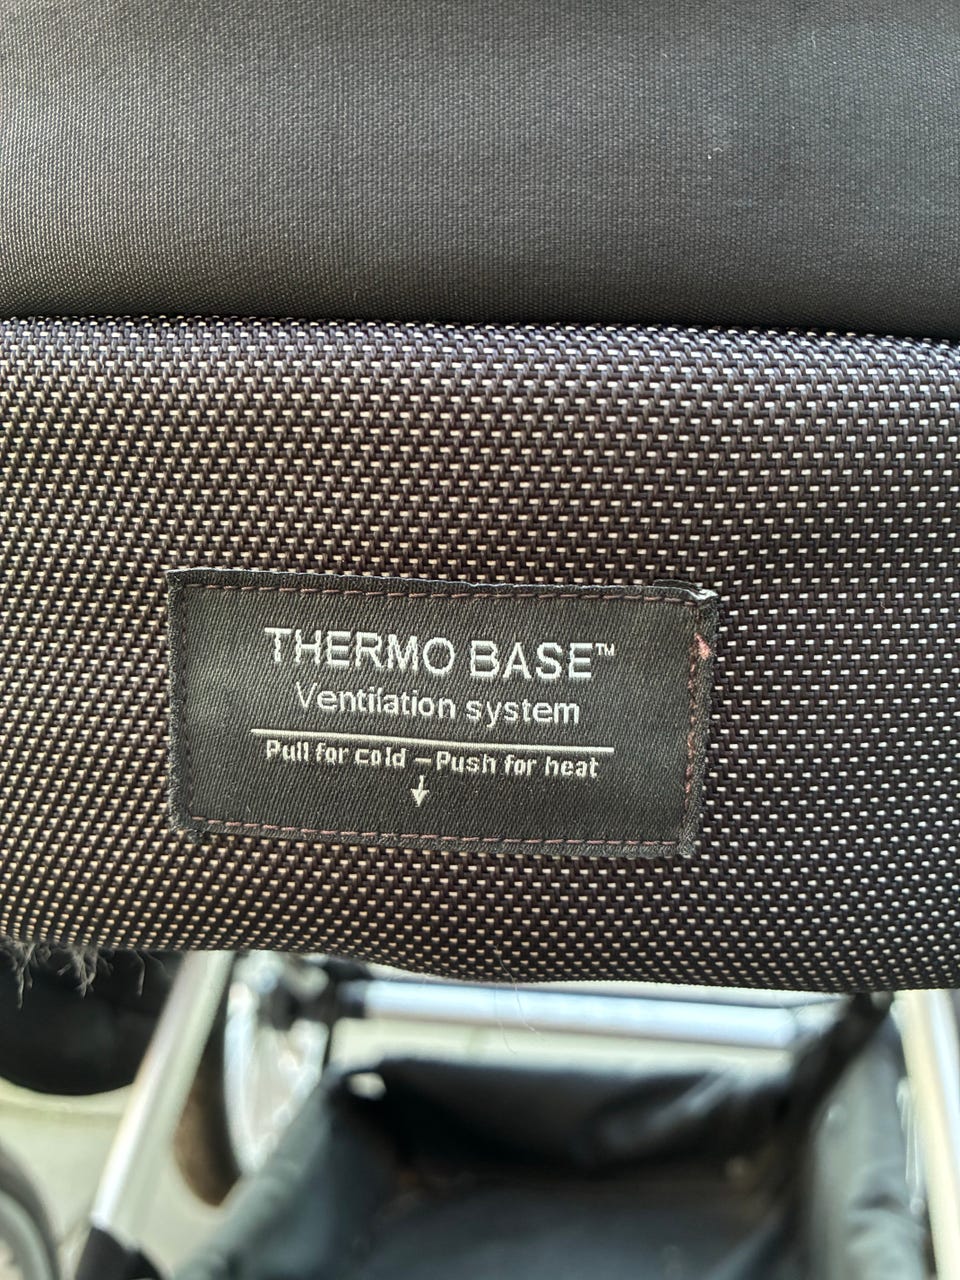 THERMO BASE™
Ventilation system
Pull for cold – Push for heat
↓